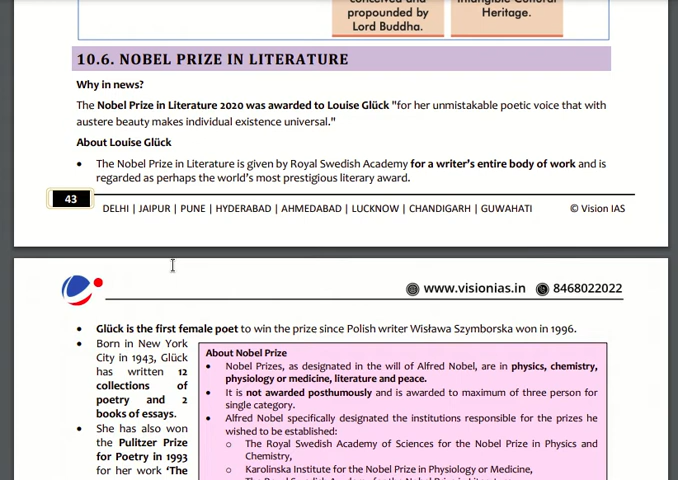 conceived and
propounded by
Lord Buddha.
Intangible Cultural
Heritage.
10.6. NOBEL PRIZE IN LITERATURE
Why in news?
The Nobel Prize in Literature 2020 was awarded to Louise Glück "for her unmistakable poetic voice that with
austere beauty makes individual existence universal."
About Louise Glück
• The Nobel Prize in Literature is given by Royal Swedish Academy for a writer's entire body of work and is
regarded as perhaps the world's most prestigious literary award.
43
DELHI | JAIPUR | PUNE | HYDERABAD | AHMEDABAD | LUCKNOW | CHANDIGARH | GUWAHATI © Vision IAS
www.visionias.in 8468022022
• Glück is the first female poet to win the prize since Polish writer Wisława Szymborska won in 1996.
• Born in New York
City in 1943, Glück
has written 12
collections of
poetry and 2
books of essays.
• She has also won
the Pulitzer Prize
for Poetry in 1993
for her work 'The
About Nobel Prize
• Nobel Prizes, as designated in the will of Alfred Nobel, are in physics, chemistry,
physiology or medicine, literature and peace.
• It is not awarded posthumously and is awarded to maximum of three person for
single category.
• Alfred Nobel specifically designated the institutions responsible for the prizes he
wished to be established:
o The Royal Swedish Academy of Sciences for the Nobel Prize in Physics and
Chemistry,
o Karolinska Institute for the Nobel Prize in Physiology or Medicine,